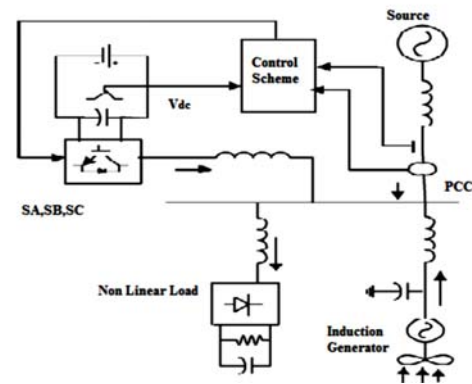 Source
Control
Scheme
Vdc
PCC
SA,SB,SC
Non Linear Load
Induction
Generator